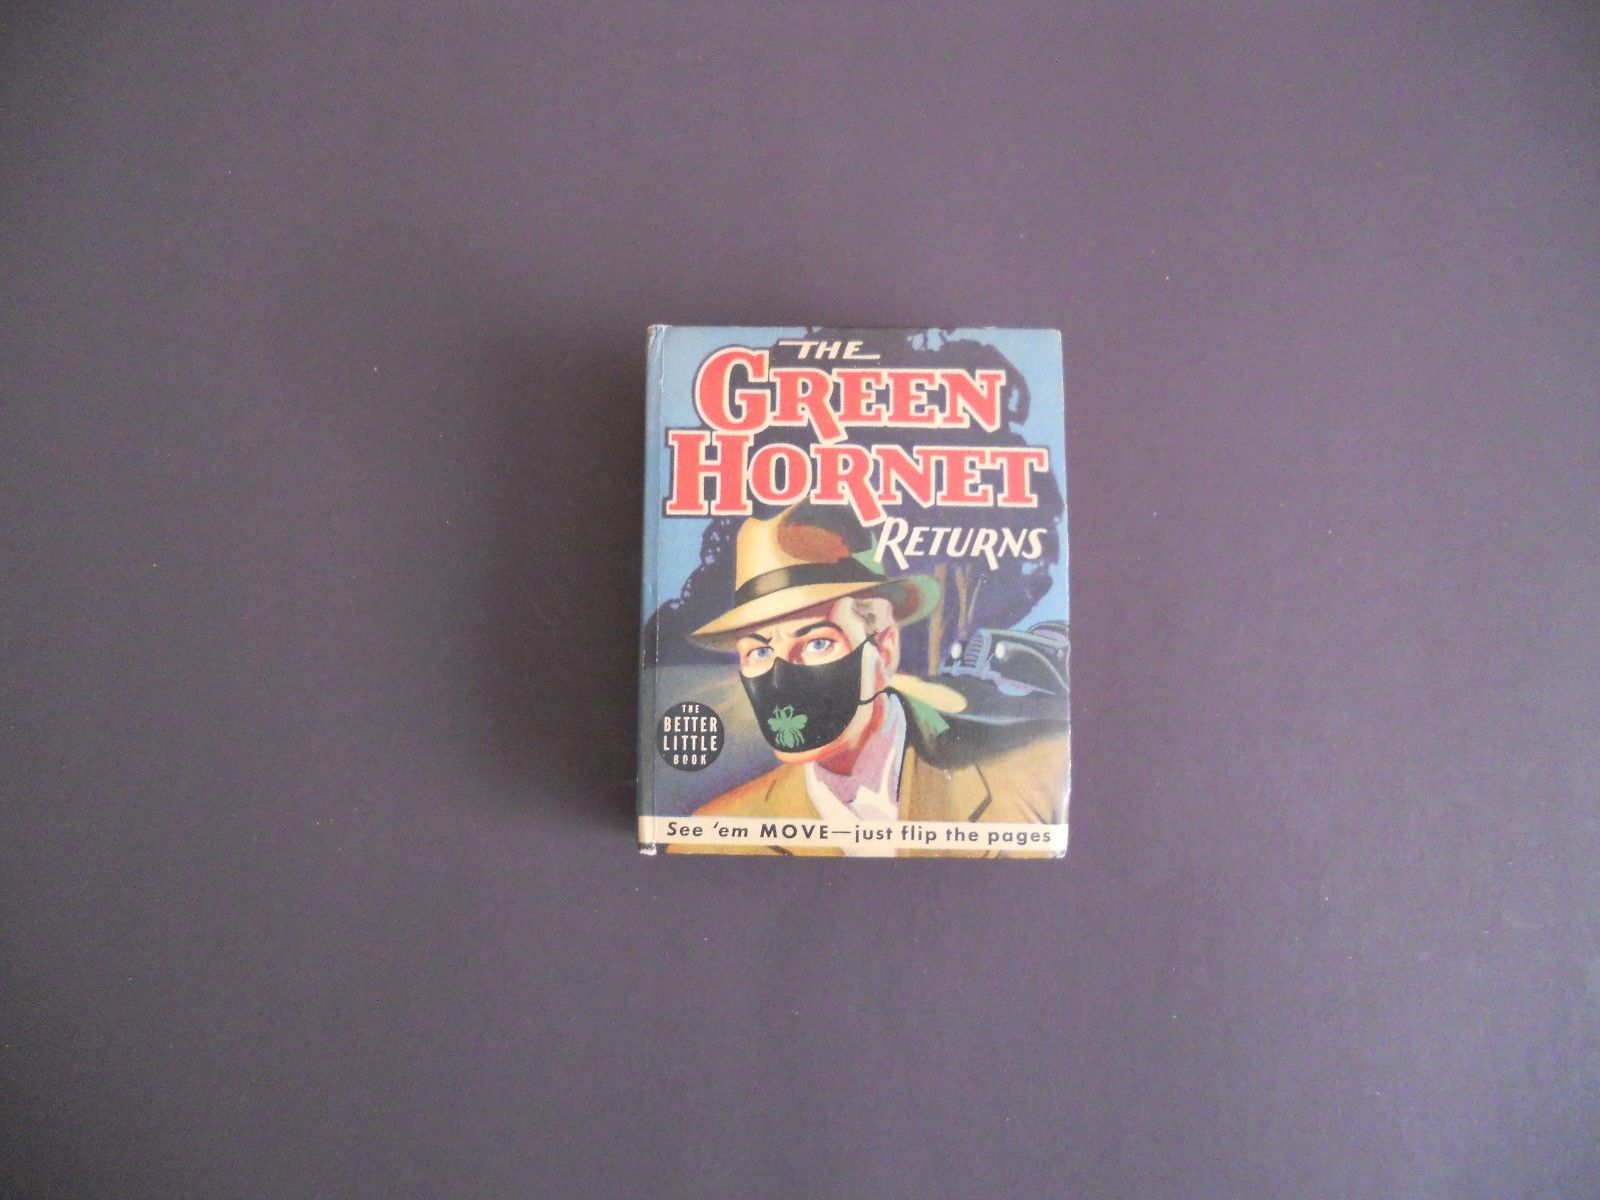 THE
GREEN
HORNET
RETURNS
THE
BETTER
LITTLE
BOOK
See 'em MOVE—just flip the pages